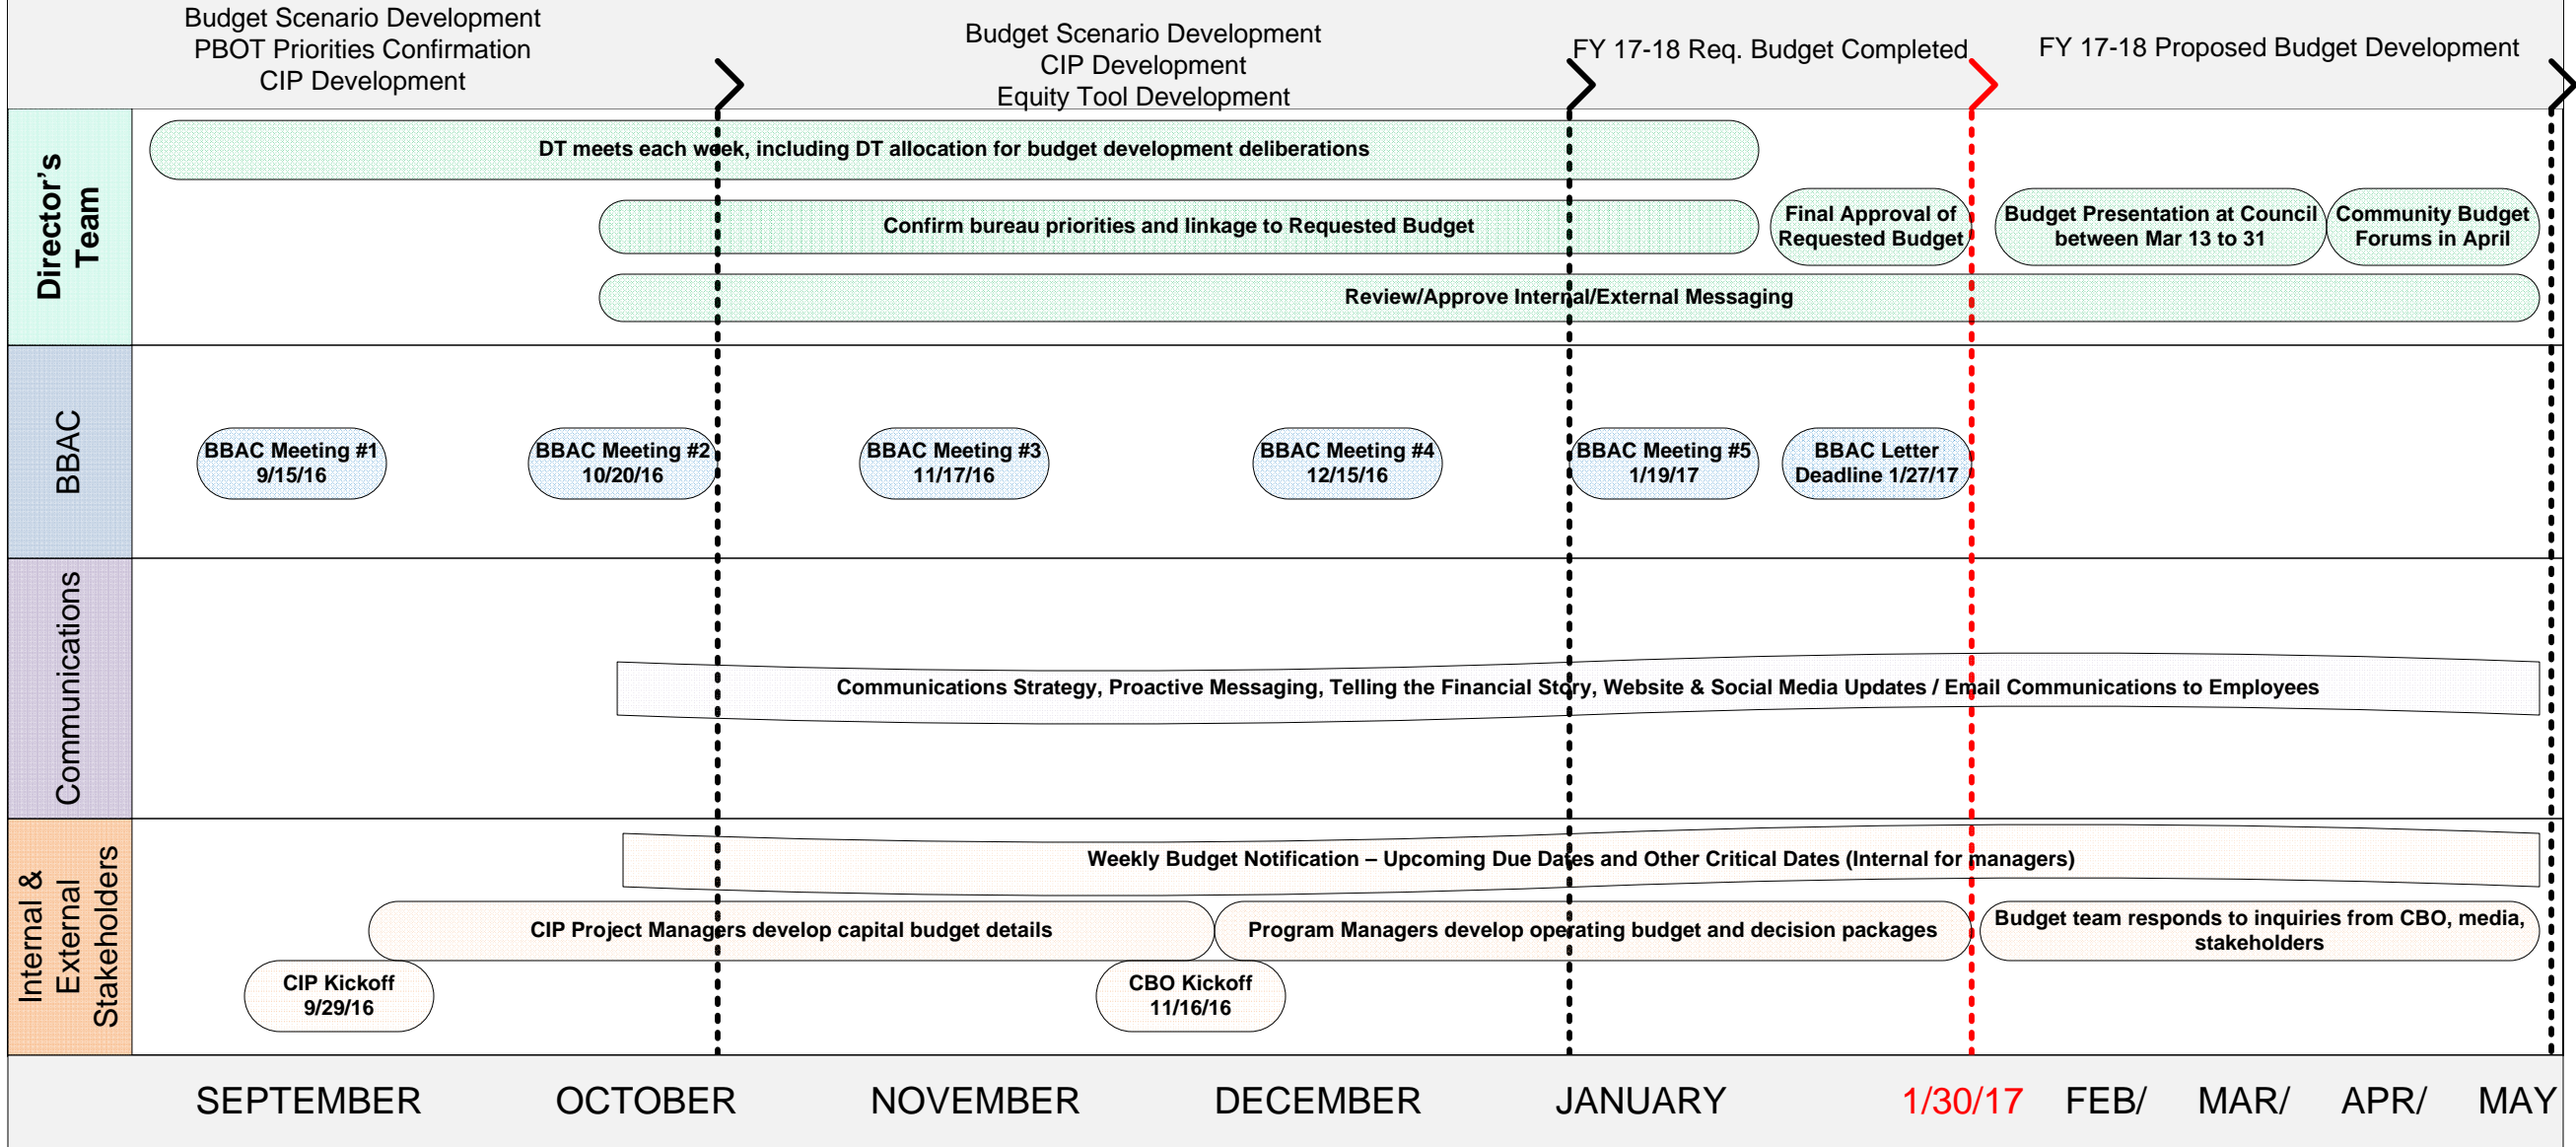 Budget Scenario Development
PBOT Priorities Confirmation
CIP Development
Budget Scenario Development
CIP Development
Equity Tool Development
FY 17-18 Req. Budget Completed
FY 17-18 Proposed Budget Development
Director's
Team
DT meets each week, including DT allocation for budget development deliberations
Confirm bureau priorities and linkage to Requested Budget
Final Approval of
Requested Budget
Budget Presentation at Council
between Mar 13 to 31
Community Budget
Forums in April
Review/Approve Internal/External Messaging
BBAC
BBAC Meeting #1
9/15/16
BBAC Meeting #2
10/20/16
BBAC Meeting #3
11/17/16
BBAC Meeting #4
12/15/16
BBAC Meeting #5
1/19/17
BBAC Letter
Deadline 1/27/17
Communications
Communications Strategy, Proactive Messaging, Telling the Financial Story, Website & Social Media Updates / Email Communications to Employees
Internal &
External
Stakeholders
Weekly Budget Notification – Upcoming Due Dates and Other Critical Dates (Internal for managers)
CIP Project Managers develop capital budget details
Program Managers develop operating budget and decision packages
Budget team responds to inquiries from CBO, media,
stakeholders
CIP Kickoff
9/29/16
CBO Kickoff
11/16/16
SEPTEMBER
OCTOBER
NOVEMBER
DECEMBER
JANUARY
1/30/17
FEB/
MAR/
APR/
MAY